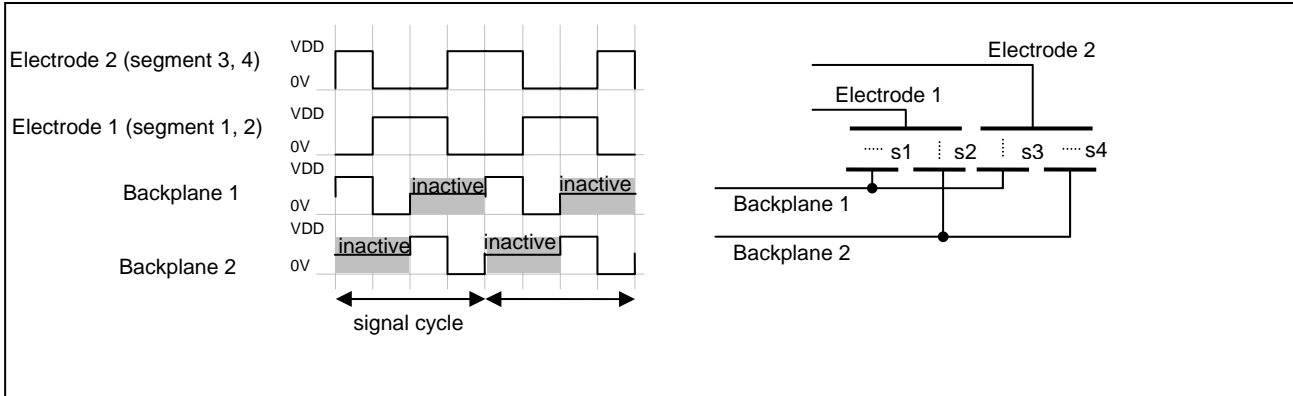 Electrode 2 (segment 3, 4)
VDD
0V
Electrode 1 (segment 1, 2)
VDD
0V
Backplane 1
VDD
0V
inactive
inactive
Backplane 2
VDD
0V
inactive
inactive
signal cycle
Electrode 2
Electrode 1
s1
s2
s3
s4
Backplane 1
Backplane 2